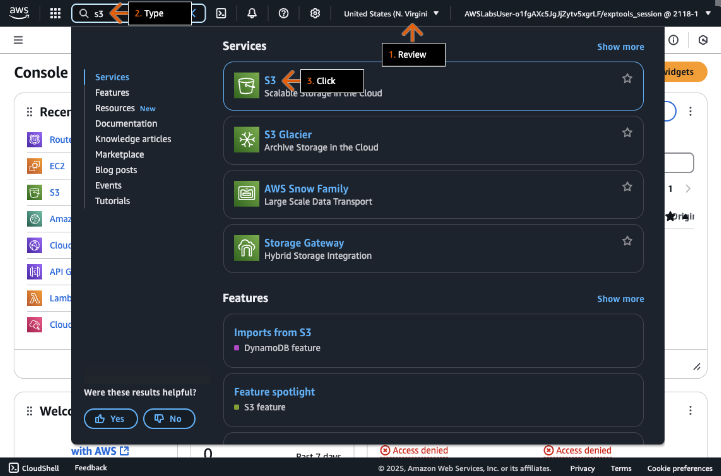 aws
s3
2. Type
United States (N. Virgini
AWSLabsUser-o1fgAXc5JgJjZytv5xgrLF/exptools_session @ 2118-1
1. Review
Console
widgets
Services
Show more
Services
Features
Resources New
Documentation
Knowledge articles
Marketplace
Blog posts
Events
Tutorials
S3
3. Click
Scalable Storage in the Cloud
S3 Glacier
Archive Storage in the Cloud
AWS Snow Family
Large Scale Data Transport
Storage Gateway
Hybrid Storage Integration
Features
Show more
Imports from S3
DynamoDB feature
Feature spotlight
S3 feature
Were these results helpful?
Yes
No
Recen
Route
EC2
S3
Amaz
Cloud
API G
Lamb
Cloud
1
Origin
Welco
with AWS
0
Past 7 days
Access denied
Access denied
CloudShell
Feedback
© 2025, Amazon Web Services, Inc. or its affiliates.
Privacy
Terms
Cookie preferences